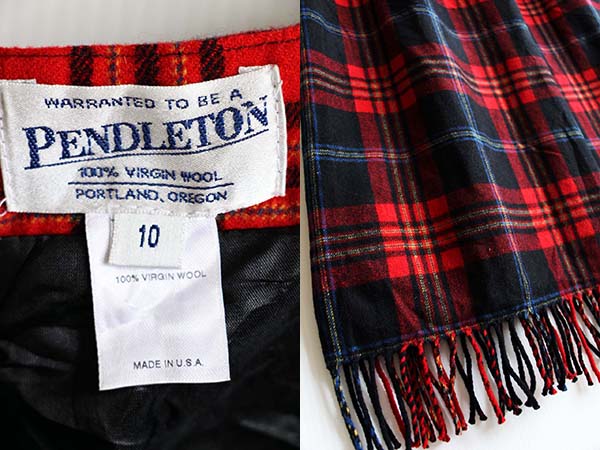 WARRANTED TO BE A
PENDLETON
100% VIRGIN WOOL
PORTLAND, OREGON
10
100% VIRGIN WOOL
MADE IN U.S.A.